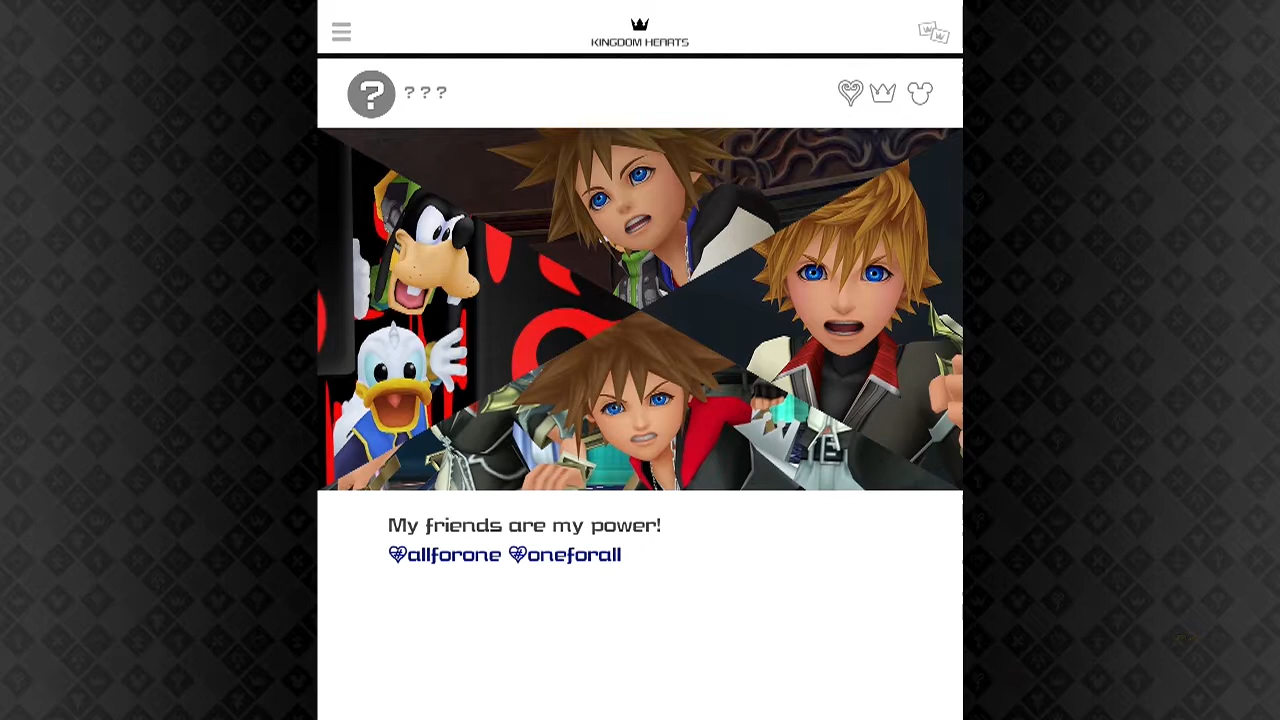 KINGDOM HEARTS
?
? ? ?
My friends are my power!
#allforone #oneforall